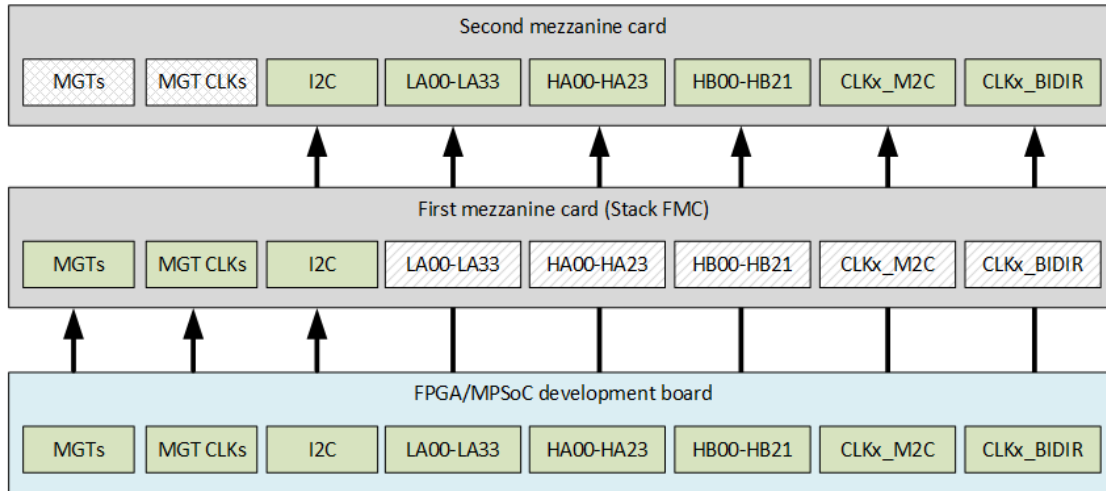 Second mezzanine card
MGTs MGT CLKs I2C LA00-LA33 HA00-HA23 HB00-HB21 CLKx_M2C CLKx_BIDIR
First mezzanine card (Stack FMC)
MGTs MGT CLKs I2C LA00-LA33 HA00-HA23 HB00-HB21 CLKx_M2C CLKx_BIDIR
FPGA/MPSoC development board
MGTs MGT CLKs I2C LA00-LA33 HA00-HA23 HB00-HB21 CLKx_M2C CLKx_BIDIR